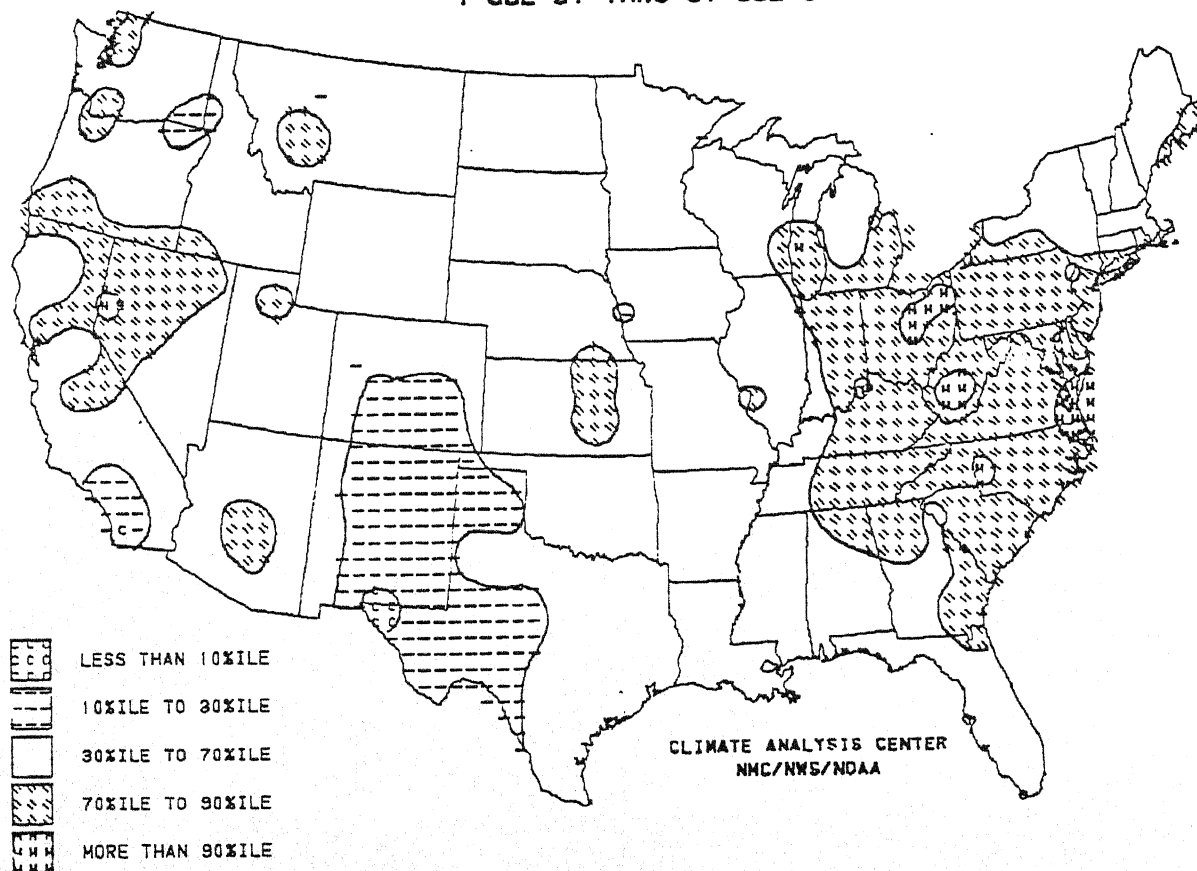 LESS THAN 10%ILE
10%ILE TO 30%ILE
30%ILE TO 70%ILE
70%ILE TO 90%ILE
MORE THAN 90%ILE
CLIMATE ANALYSIS CENTER
NMC/NWS/NOAA